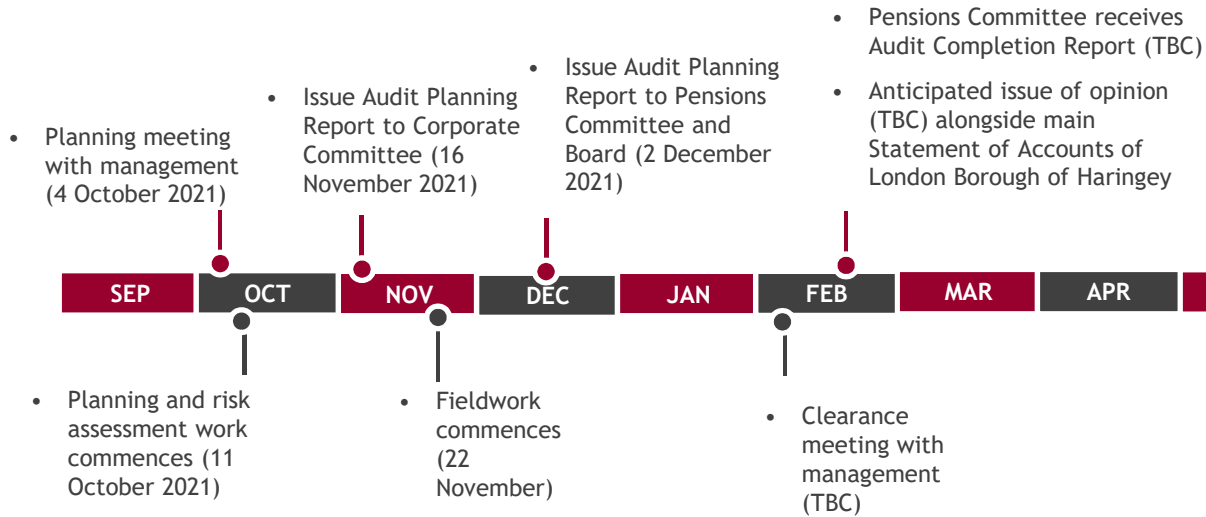 • Pensions Committee receives
Audit Completion Report (TBC)
• Anticipated issue of opinion
(TBC) alongside main
Statement of Accounts of
London Borough of Haringey
• Issue Audit Planning
Report to Pensions
Committee and
Board (2 December
2021)
• Issue Audit Planning
Report to Corporate
Committee (16
November 2021)
• Planning meeting
with management
(4 October 2021)
SEP OCT NOV DEC JAN FEB MAR APR
• Planning and risk
assessment work
commences (11
October 2021)
• Fieldwork
commences
(22
November)
• Clearance
meeting with
management
(TBC)